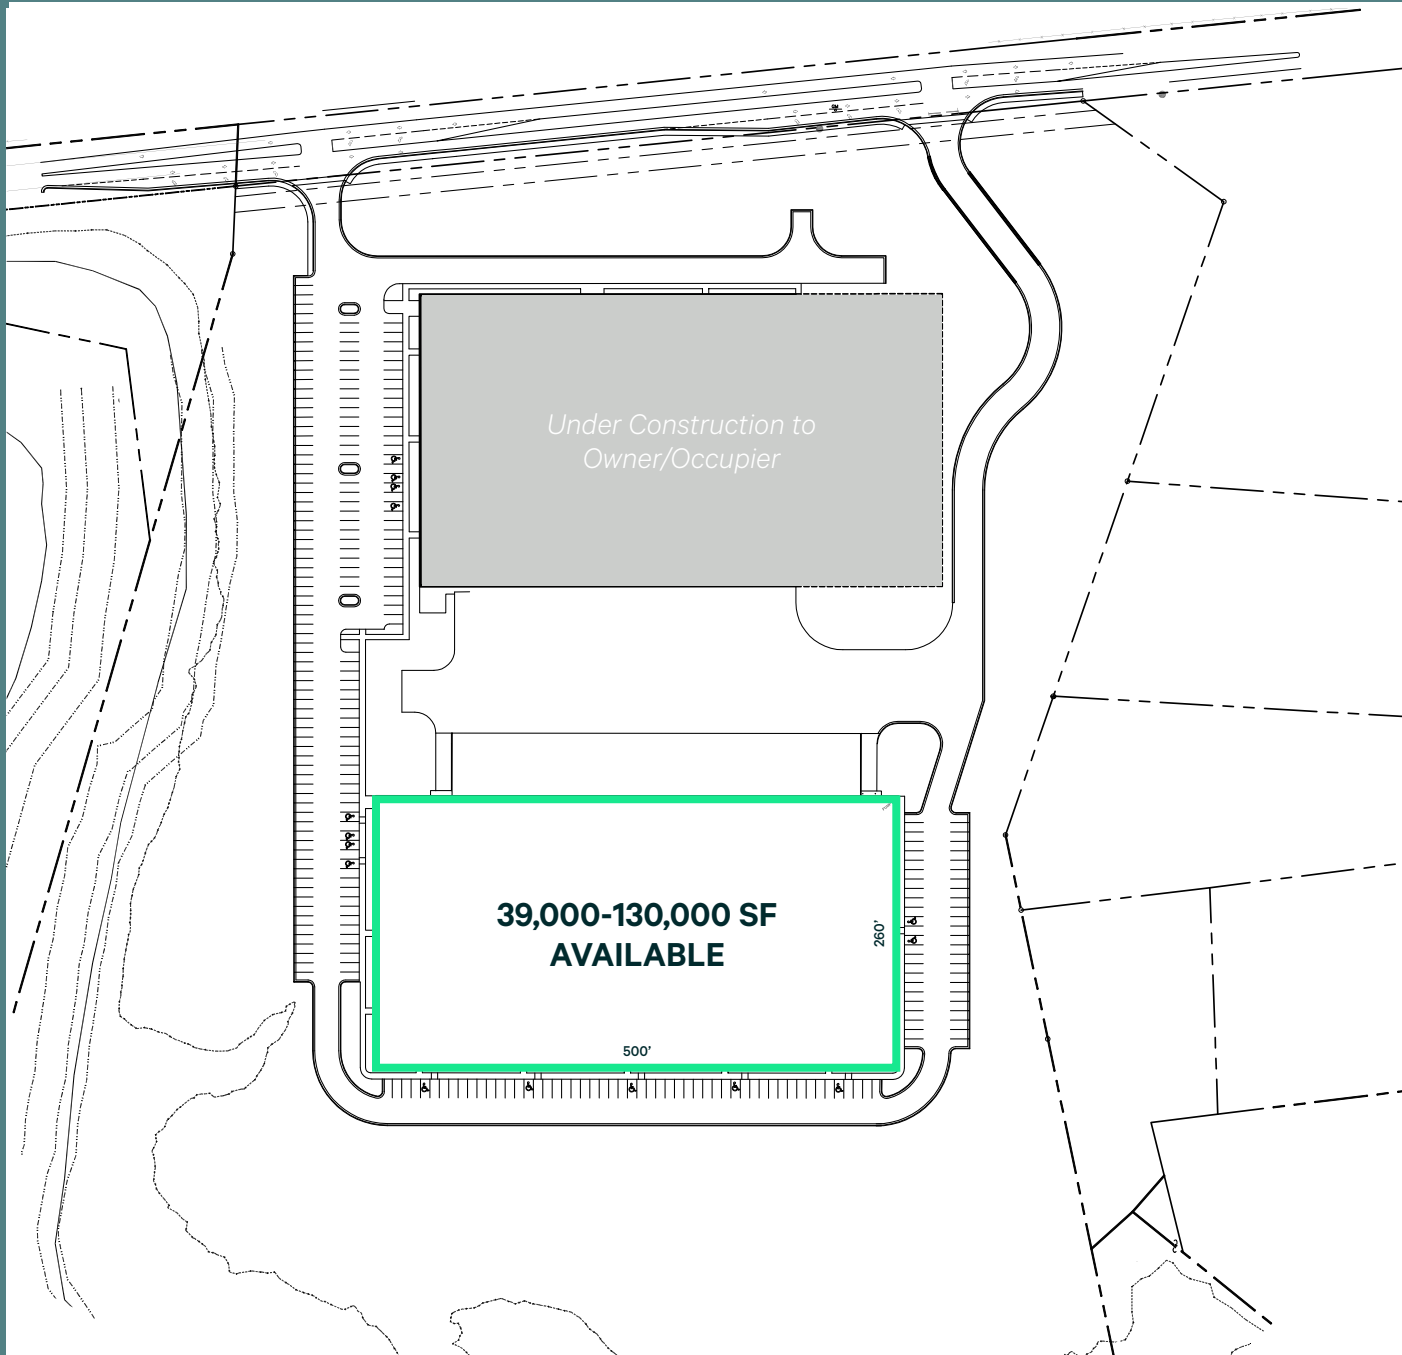 Under Construction to
Owner/Occupier
39,000-130,000 SF
AVAILABLE
260’
500’